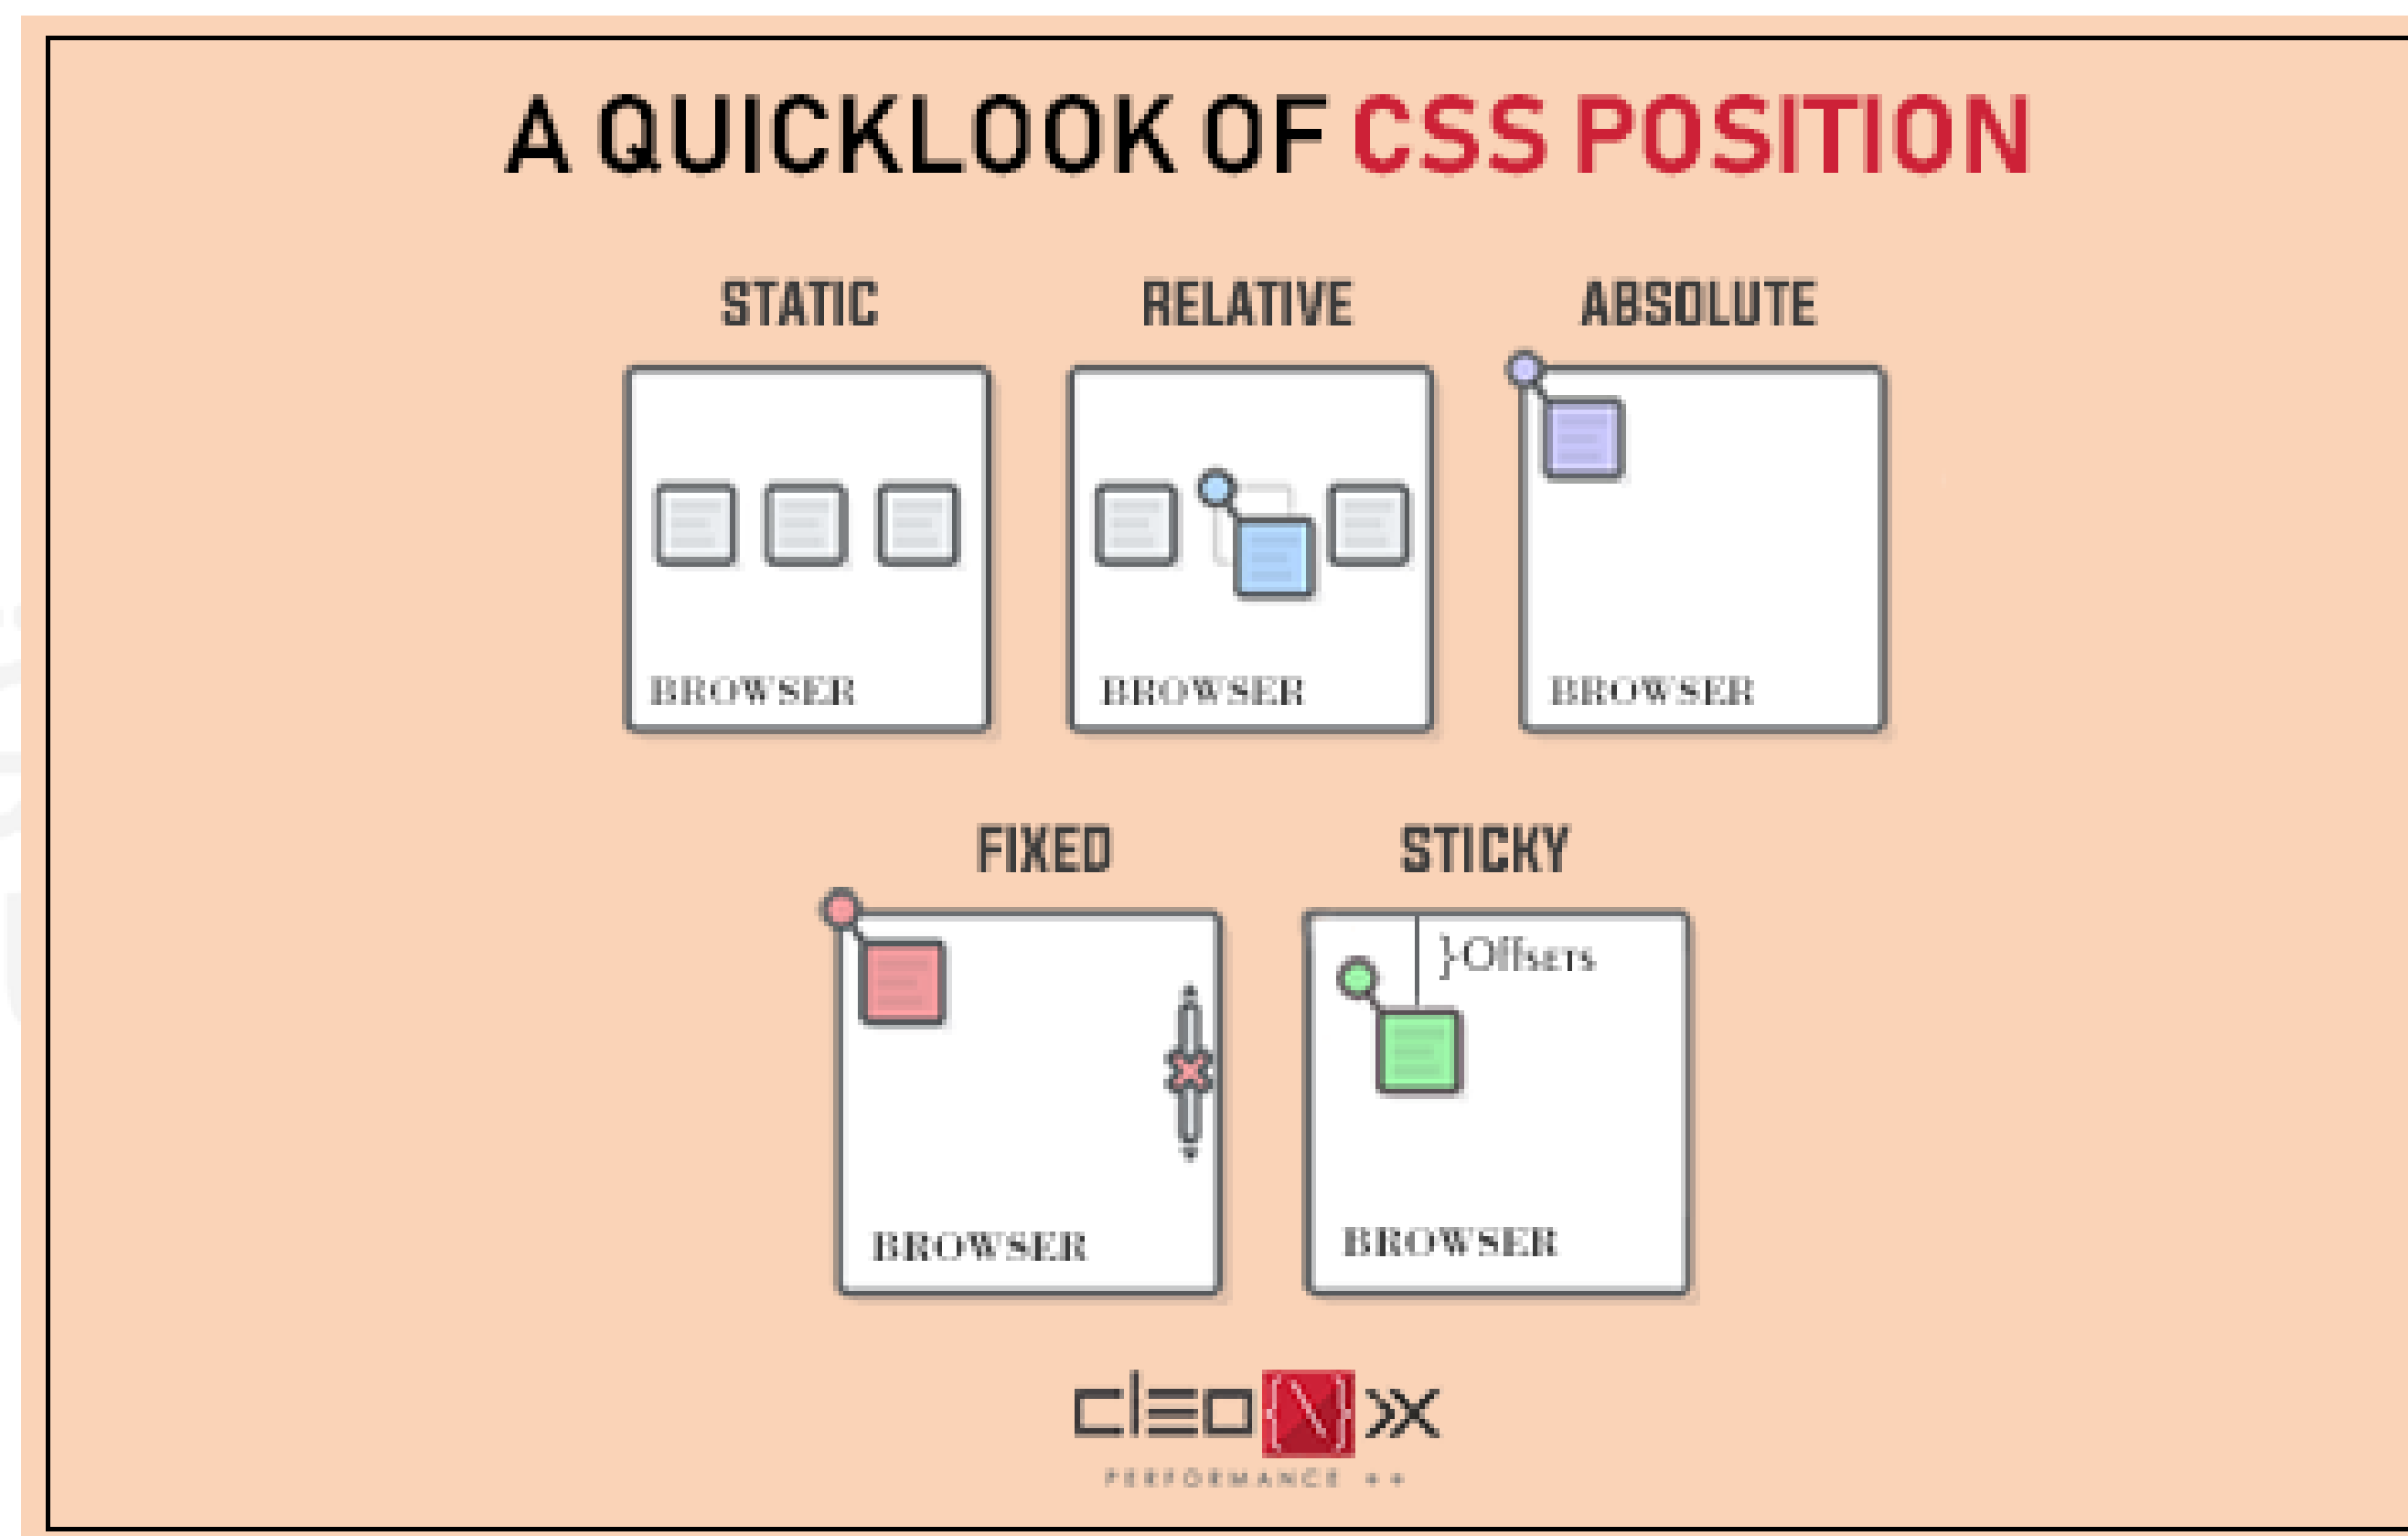 A QUICKLOOK OF CSS POSITION
STATIC
RELATIVE
ABSOLUTE
BROWSER
BROWSER
BROWSER
FIXED
STICKY
}Offsets
BROWSER
BROWSER
cleo{\}xx
PERFORMANCE ++